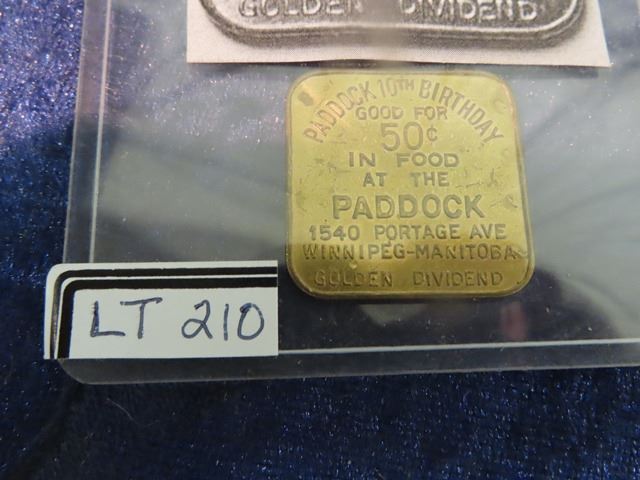 GOLDEN DIVIDEND
PADDOCK 10TH BIRTHDAY
GOOD FOR
50¢
IN FOOD
AT THE
PADDOCK
1540 PORTAGE AVE
WINNIPEG-MANITOBA
GOLDEN DIVIDEND
LT 210